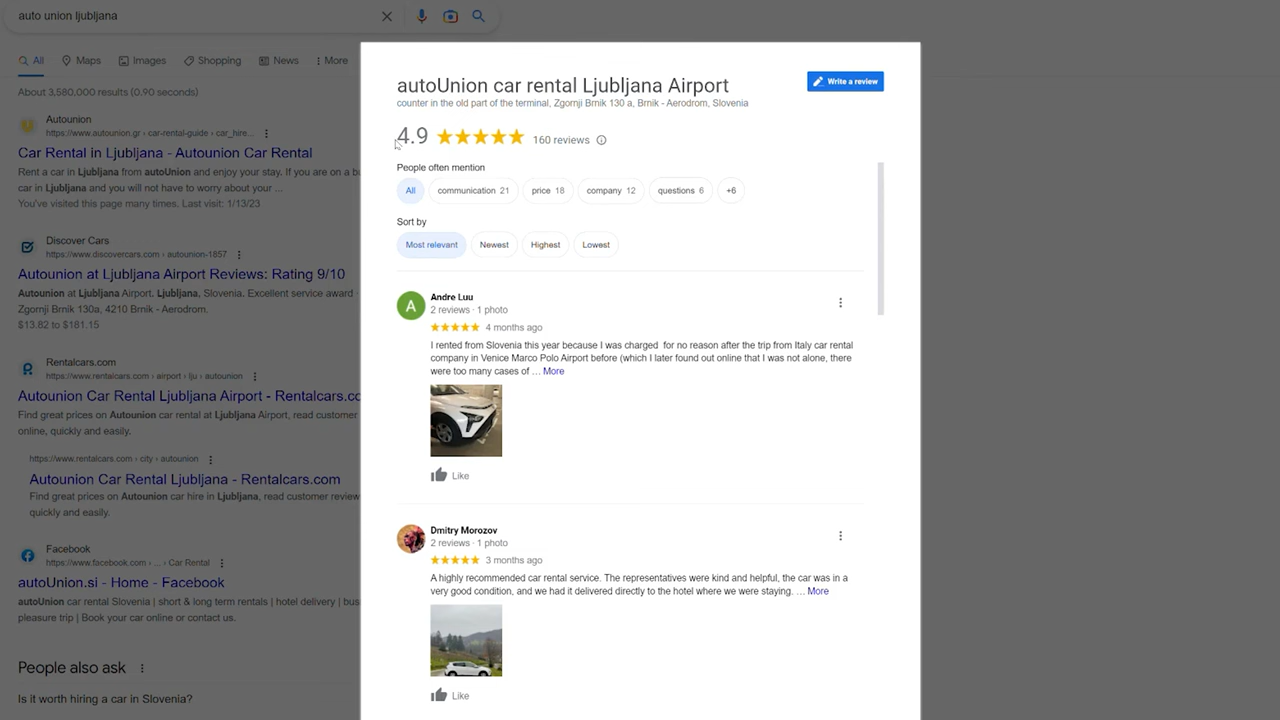 auto union ljubljana
All
Maps
Images
Shopping
News
More
About 3,580,000 results (0.90 seconds)
Autounion
https://www.autounion.gr › car-rental-guide › car_hire...
Car Rental in Ljubljana - Autounion Car Rental
Rent a car in Ljubljana from autoUnion and enjoy your stay. If you are on a bu
car in Ljubljana and you will not have to worry about your ...
You've visited this page many times. Last visit: 1/13/23
Discover Cars
https://www.discovercars.com › autounion-1857
Autounion at Ljubljana Airport Reviews: Rating 9/10
Autounion at Ljubljana Airport. Ljubljana, Slovenia. Excellent service award ·
Zgornji Brnik 130a, 4210 Brnik - Aerodrom.
$13.82 to $181.15
Rentalcars.com
https://www.rentalcars.com › airport › lju › autounion
Autounion Car Rental Ljubljana Airport - Rentalcars.co
Find great prices on Autounion car rental at Ljubljana Airport, read customer
online, quickly and easily.
https://www.rentalcars.com › city › autounion
Autounion Car Rental Ljubljana - Rentalcars.com
Find great prices on Autounion car hire in Ljubljana, read customer review
quickly and easily.
Facebook
https://www.facebook.com › ... › Car Rental
autoUnion.si - Home - Facebook
autoUnion car rental Slovenia | short & long term rentals | hotel delivery | bus
pleasure trip | Book your car online or contact us.
People also ask
Is it worth hiring a car in Slovenia?
autoUnion car rental Ljubljana Airport
Write a review
counter in the old part of the terminal, Zgornji Brnik 130 a, Brnik - Aerodrom, Slovenia
4.9
160 reviews
People often mention
All
communication 21
price 18
company 12
questions 6
+6
Sort by
Most relevant
Newest
Highest
Lowest
A
Andre Luu
2 reviews · 1 photo
4 months ago
I rented from Slovenia this year because I was charged for no reason after the trip from Italy car rental
company in Venice Marco Polo Airport before (which I later found out online that I was not alone, there
were too many cases of ... More
Like
Dmitry Morozov
2 reviews · 1 photo
3 months ago
A highly recommended car rental service. The representatives were kind and helpful, the car was in a
very good condition, and we had it delivered directly to the hotel where we were staying. ... More
Like